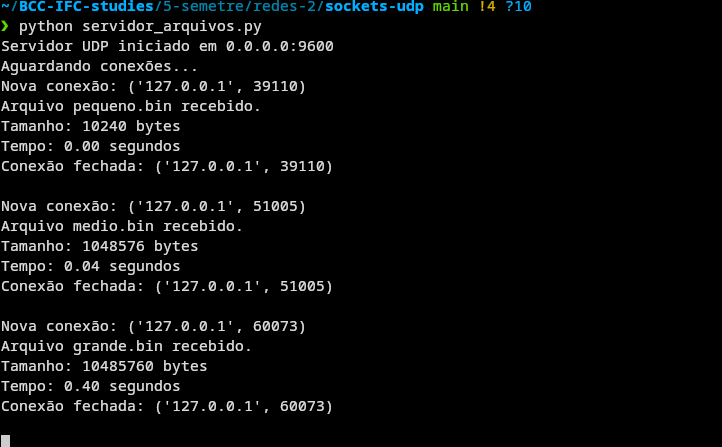 ~/BCC-IFC-studies/5-semetre/redes-2/sockets-udp main !4 ?10
❯ python servidor_arquivos.py
Servidor UDP iniciado em 0.0.0.0:9600
Aguardando conexões...
Nova conexão: ('127.0.0.1', 39110)
Arquivo pequeno.bin recebido.
Tamanho: 10240 bytes
Tempo: 0.00 segundos
Conexão fechada: ('127.0.0.1', 39110)

Nova conexão: ('127.0.0.1', 51005)
Arquivo medio.bin recebido.
Tamanho: 1048576 bytes
Tempo: 0.04 segundos
Conexão fechada: ('127.0.0.1', 51005)

Nova conexão: ('127.0.0.1', 60073)
Arquivo grande.bin recebido.
Tamanho: 10485760 bytes
Tempo: 0.40 segundos
Conexão fechada: ('127.0.0.1', 60073)